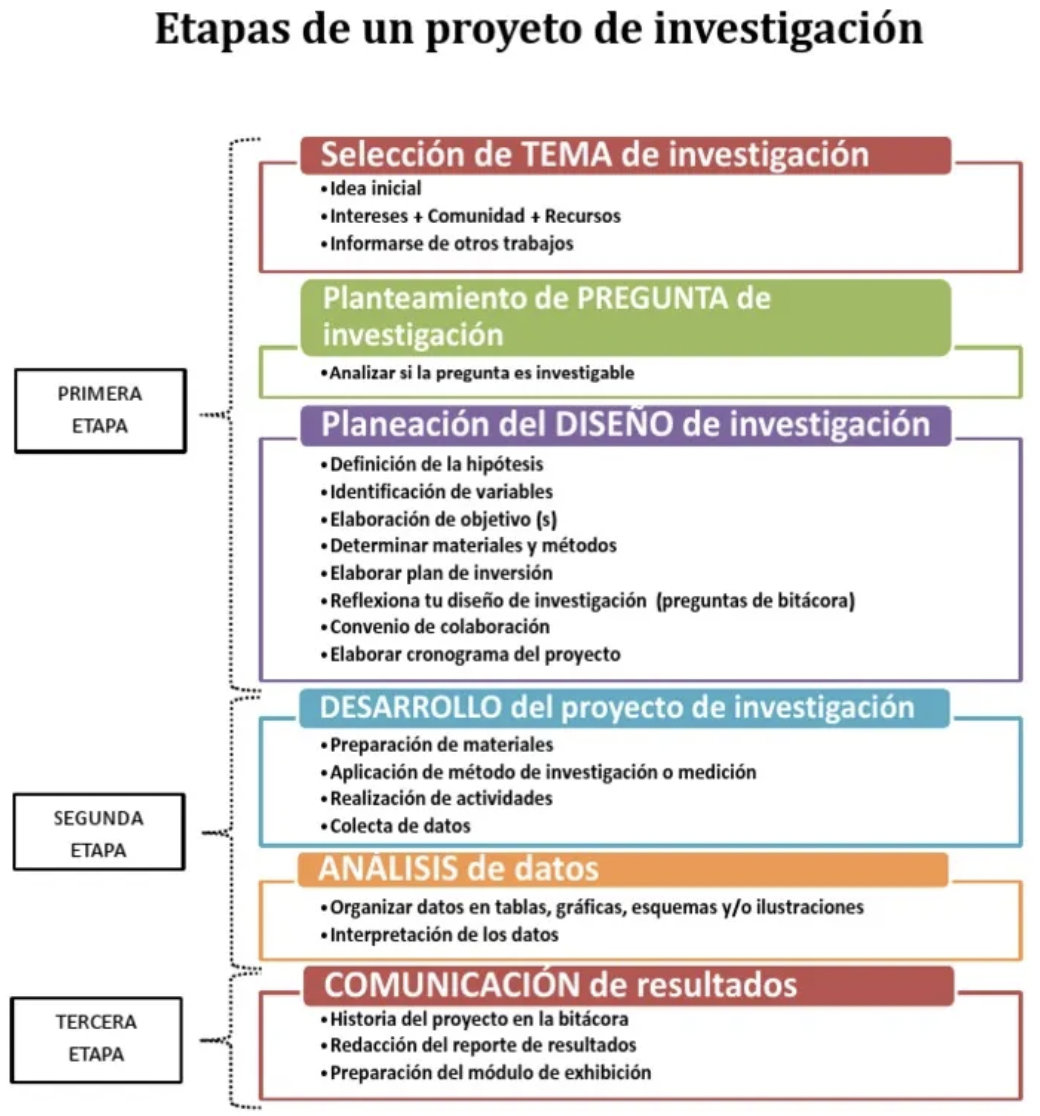 Etapas de un proyeto de investigación
Selección de TEMA de investigación
•Idea inicial
•Intereses + Comunidad + Recursos
•Informarse de otros trabajos
Planteamiento de PREGUNTA de
investigación
•Analizar si la pregunta es investigable
PRIMERA
ETAPA
Planeación del DISEÑO de investigación
•Definición de la hipótesis
•Identificación de variables
•Elaboración de objetivo (s)
•Determinar materiales y métodos
•Elaborar plan de inversión
•Reflexiona tu diseño de investigación (preguntas de bitácora)
•Convenio de colaboración
•Elaborar cronograma del proyecto
DESARROLLO del proyecto de investigación
•Preparación de materiales
•Aplicación de método de investigación o medición
•Realización de actividades
•Colecta de datos
SEGUNDA
ETAPA
ANÁLISIS de datos
•Organizar datos en tablas, gráficas, esquemas y/o ilustraciones
•Interpretación de los datos
COMUNICACIÓN de resultados
•Historia del proyecto en la bitácora
•Redacción del reporte de resultados
•Preparación del módulo de exhibición
TERCERA
ETAPA